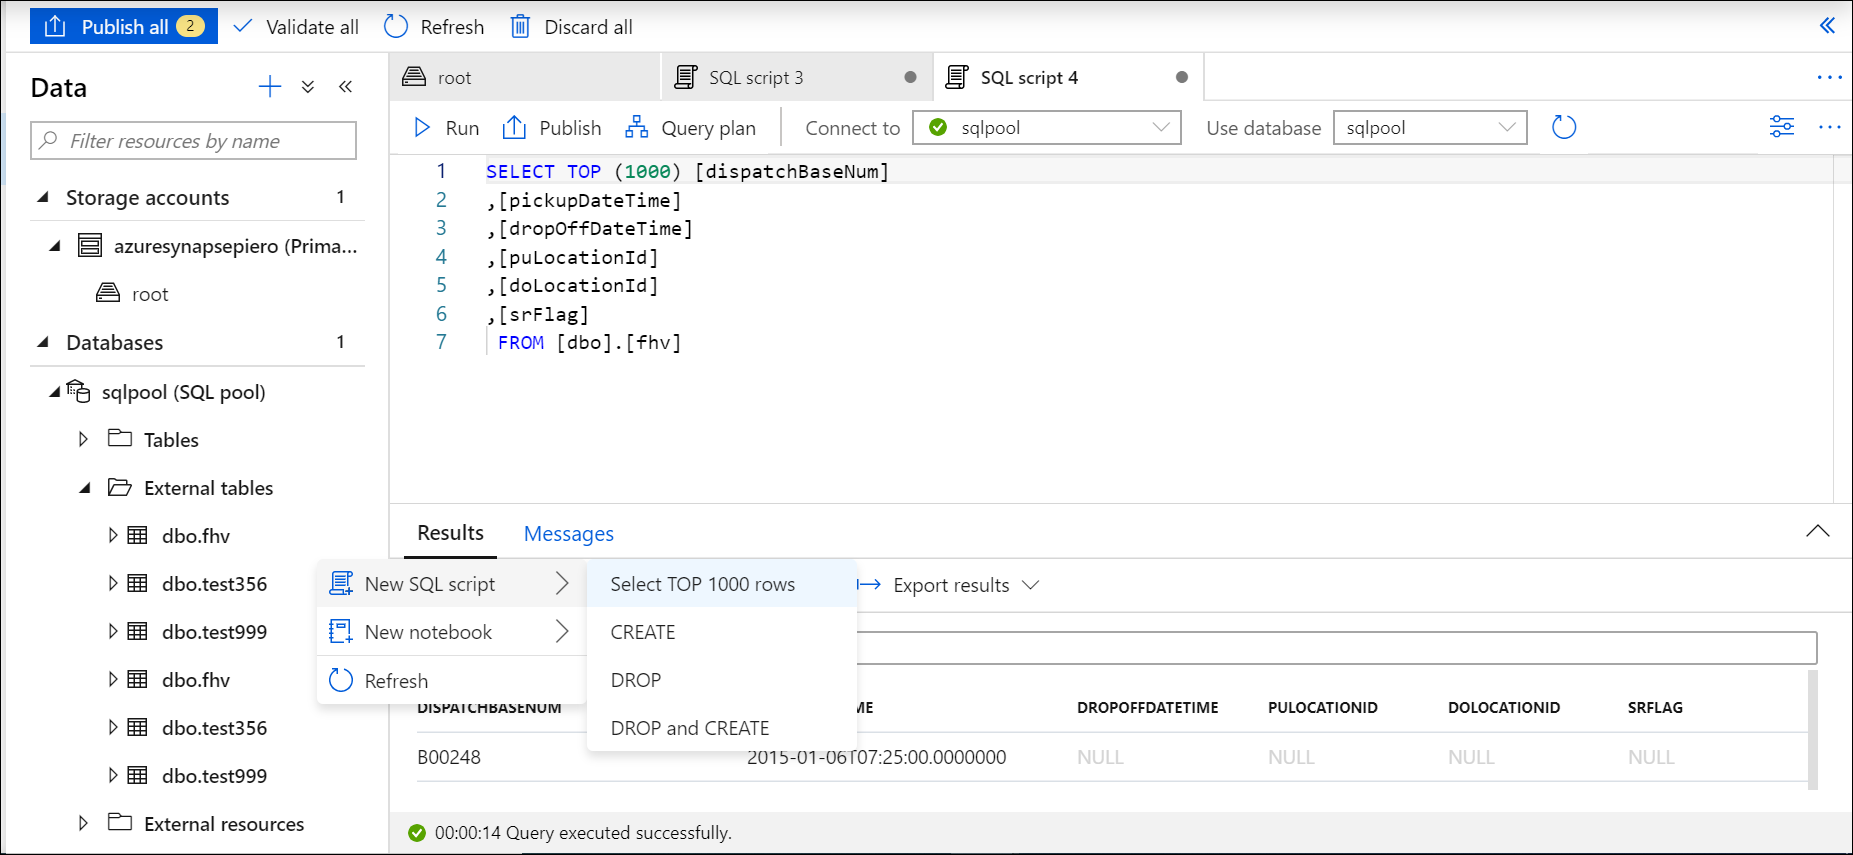 Publish all 2 Validate all Refresh Discard all
Data
Filter resources by name
Storage accounts 1
azuresynapsepiero (Prima...
root
Databases 1
sqlpool (SQL pool)
Tables
External tables
dbo.fhv
dbo.test356
dbo.test999
dbo.fhv
dbo.test356
dbo.test999
External resources
root SQL script 3 SQL script 4
Run Publish Query plan Connect to sqlpool Use database sqlpool
1 SELECT TOP (1000) [dispatchBaseNum]
2 ,[pickupDateTime]
3 ,[dropOffDateTime]
4 ,[puLocationId]
5 ,[doLocationId]
6 ,[srFlag]
7 FROM [dbo].[fhv]
Results Messages
New SQL script
New notebook
Refresh
Select TOP 1000 rows
CREATE
DROP
DROP and CREATE
Export results
DISPATCHBASENUM ME DROPOFFDATETIME PULOCATIONID DOLOCATIONID SRFLAG
B00248 2015-01-06T07:25:00.0000000 NULL NULL NULL NULL
00:00:14 Query executed successfully.